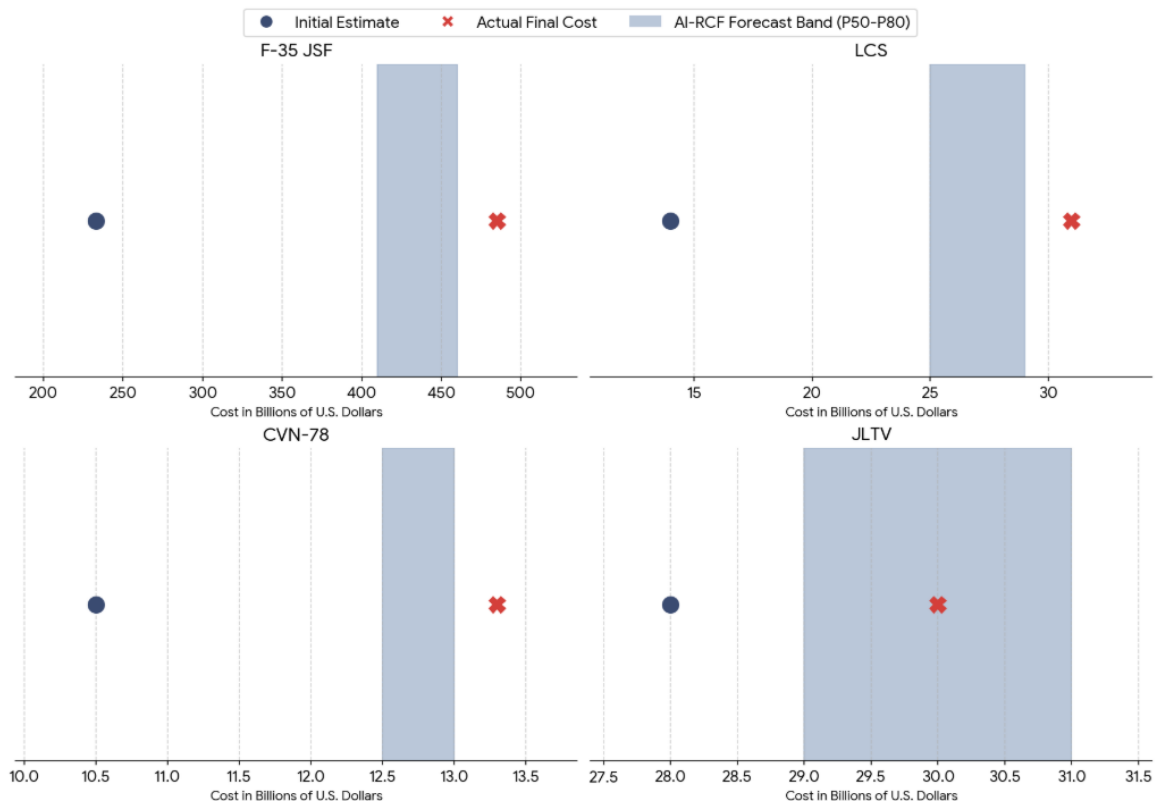 Initial Estimate Actual Final Cost AI-RCF Forecast Band (P50-P80)
F-35 JSF
200 250 300 350 400 450 500
Cost in Billions of U.S. Dollars
LCS
15 20 25 30
Cost in Billions of U.S. Dollars
CVN-78
10.0 10.5 11.0 11.5 12.0 12.5 13.0 13.5
Cost in Billions of U.S. Dollars
JLTV
27.5 28.0 28.5 29.0 29.5 30.0 30.5 31.0 31.5
Cost in Billions of U.S. Dollars